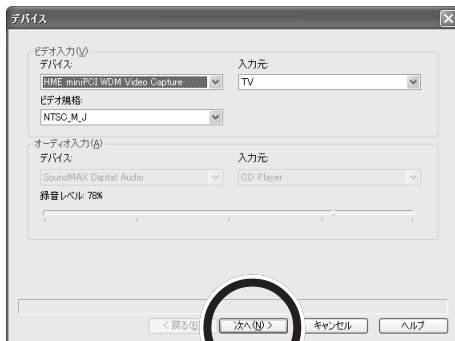 デバイス
ビデオ入力(V)
デバイス:
入力元:
HME miniPCI WDM Video Capture
TV
ビデオ規格:
NTSC_M_J
オーディオ入力(A)
デバイス:
入力元:
SoundMAX Digital Audio
CD Player
録音レベル: 78%
< 戻る(B)
次へ(N) >
キャンセル
ヘルプ